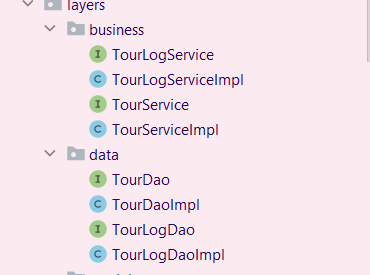 layers
business
I TourLogService
C TourLogServiceImpl
I TourService
C TourServiceImpl
data
I TourDao
C TourDaoImpl
I TourLogDao
C TourLogDaoImpl